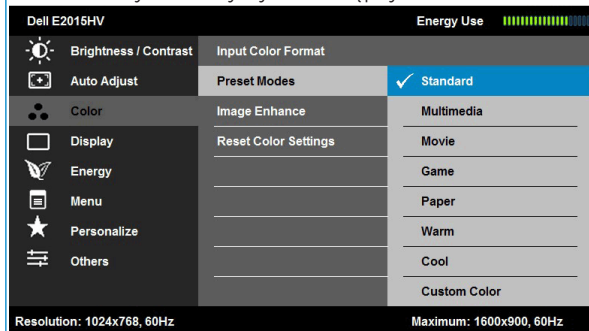 Dell E2015HV Energy Use
Brightness / Contrast Input Color Format
Auto Adjust Preset Modes Standard
Color Image Enhance Multimedia
Display Reset Color Settings Movie
Energy Game
Menu Paper
Personalize Warm
Others Cool
Custom Color
Resolution: 1024x768, 60Hz Maximum: 1600x900, 60Hz